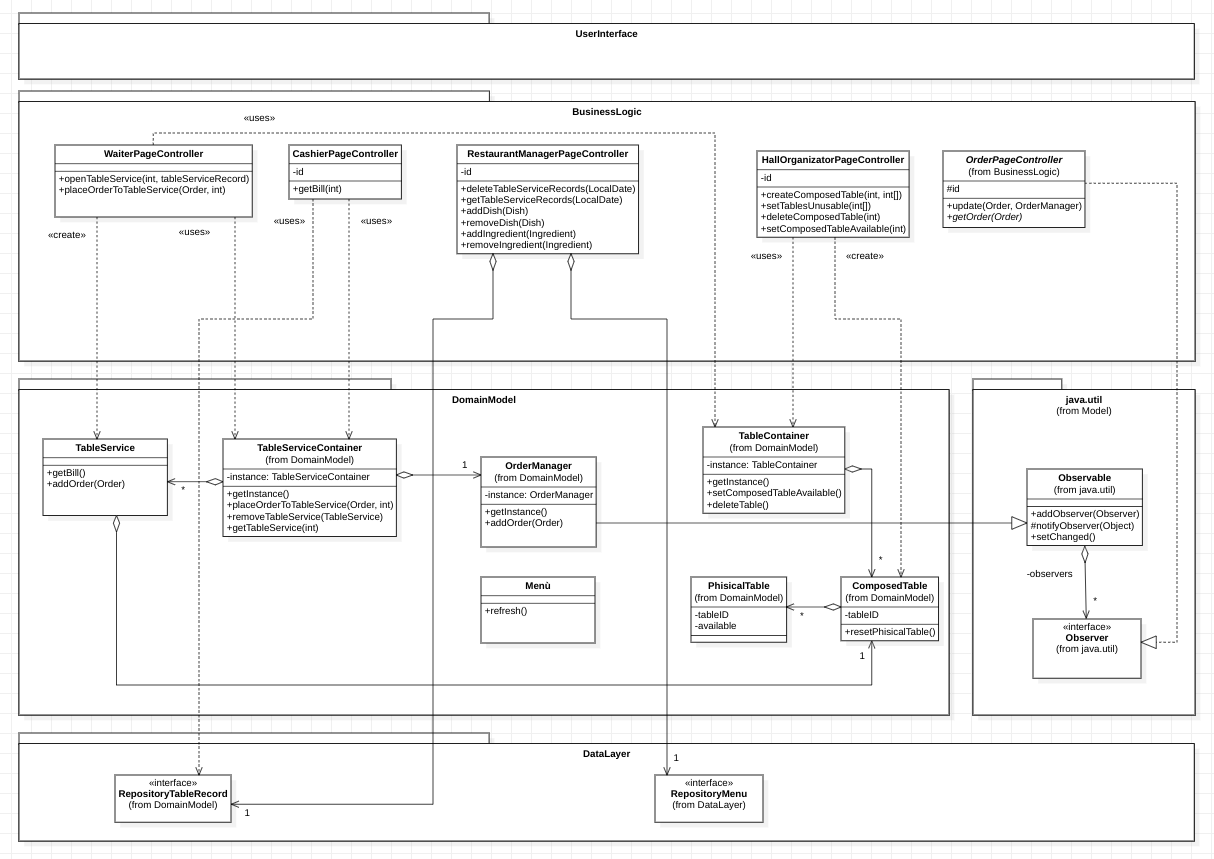 UserInterface
BusinessLogic
«uses»
WaiterPageController
+openTableService(int, tableServiceRecord)
+placeOrderToTableService(Order, int)
CashierPageController
-id
+getBill(int)
RestaurantManagerPageController
-id
+deleteTableServiceRecords(LocalDate)
+getTableServiceRecords(LocalDate)
+addDish(Dish)
+removeDish(Dish)
+addIngredient(Ingredient)
+removeIngredient(Ingredient)
HallOrganizatorPageController
-id
+createComposedTable(int, int[])
+setTablesUnusable(int[])
+deleteComposedTable(int)
+setComposedTableAvailable(int)
OrderPageController
(from BusinessLogic)
#id
+update(Order, OrderManager)
+getOrder(Order)
«create»
«uses»
«uses»
«uses»
«uses»
«create»
DomainModel
TableService
+getBill()
+addOrder(Order)
*
TableServiceContainer
(from DomainModel)
-instance: TableServiceContainer
+getInstance()
+placeOrderToTableService(Order, int)
+removeTableService(TableService)
+getTableService(int)
1
OrderManager
(from DomainModel)
-instance: OrderManager
+getInstance()
+addOrder(Order)
TableContainer
(from DomainModel)
-instance: TableContainer
+getInstance()
+setComposedTableAvailable()
+deleteTable()
*
Menù
+refresh()
PhisicalTable
(from DomainModel)
-tableID
-available
*
ComposedTable
(from DomainModel)
-tableID
+resetPhisicalTable()
1
java.util
(from Model)
Observable
(from java.util)
+addObserver(Observer)
#notifyObserver(Object)
+setChanged()
-observers
*
«interface»
Observer
(from java.util)
DataLayer
«interface»
RepositoryTableRecord
(from DomainModel)
1
1
«interface»
RepositoryMenu
(from DataLayer)